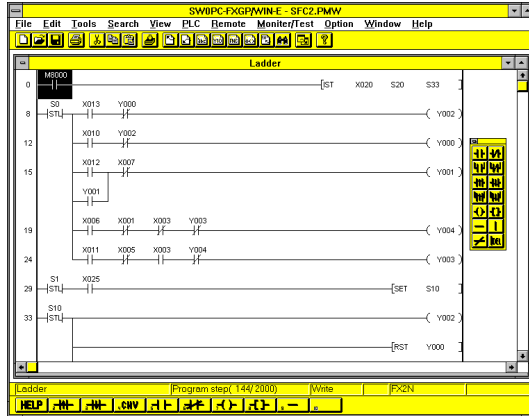 SW0PC-FXGP/WIN-E - SFC2.PMW
File Edit Tools Search View PLC Remote Moniter/Test Option Window Help
Ladder
M8000
0 [IST X020 S20 S33 ]
S0 X013 Y000
8 STL ( Y002 )
X010 Y002
12 ( Y000 )
X012 X007
15 ( Y001 )
Y001
X006 X001 X003 Y003
19 ( Y004 )
X011 X005 X003 Y004
24 ( Y003 )
S1 X025
29 STL [SET S10 ]
S10
33 STL ( Y002 )
[RST Y000 ]
DEL
Ladder Program step( 144/ 2000) Write FX2N
HELP CNV